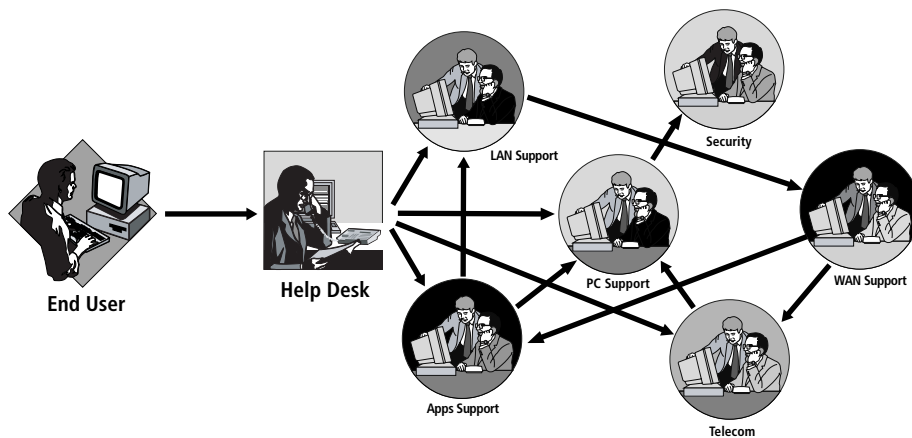 Security
LAN Support
End User
Help Desk
PC Support
WAN Support
Apps Support
Telecom